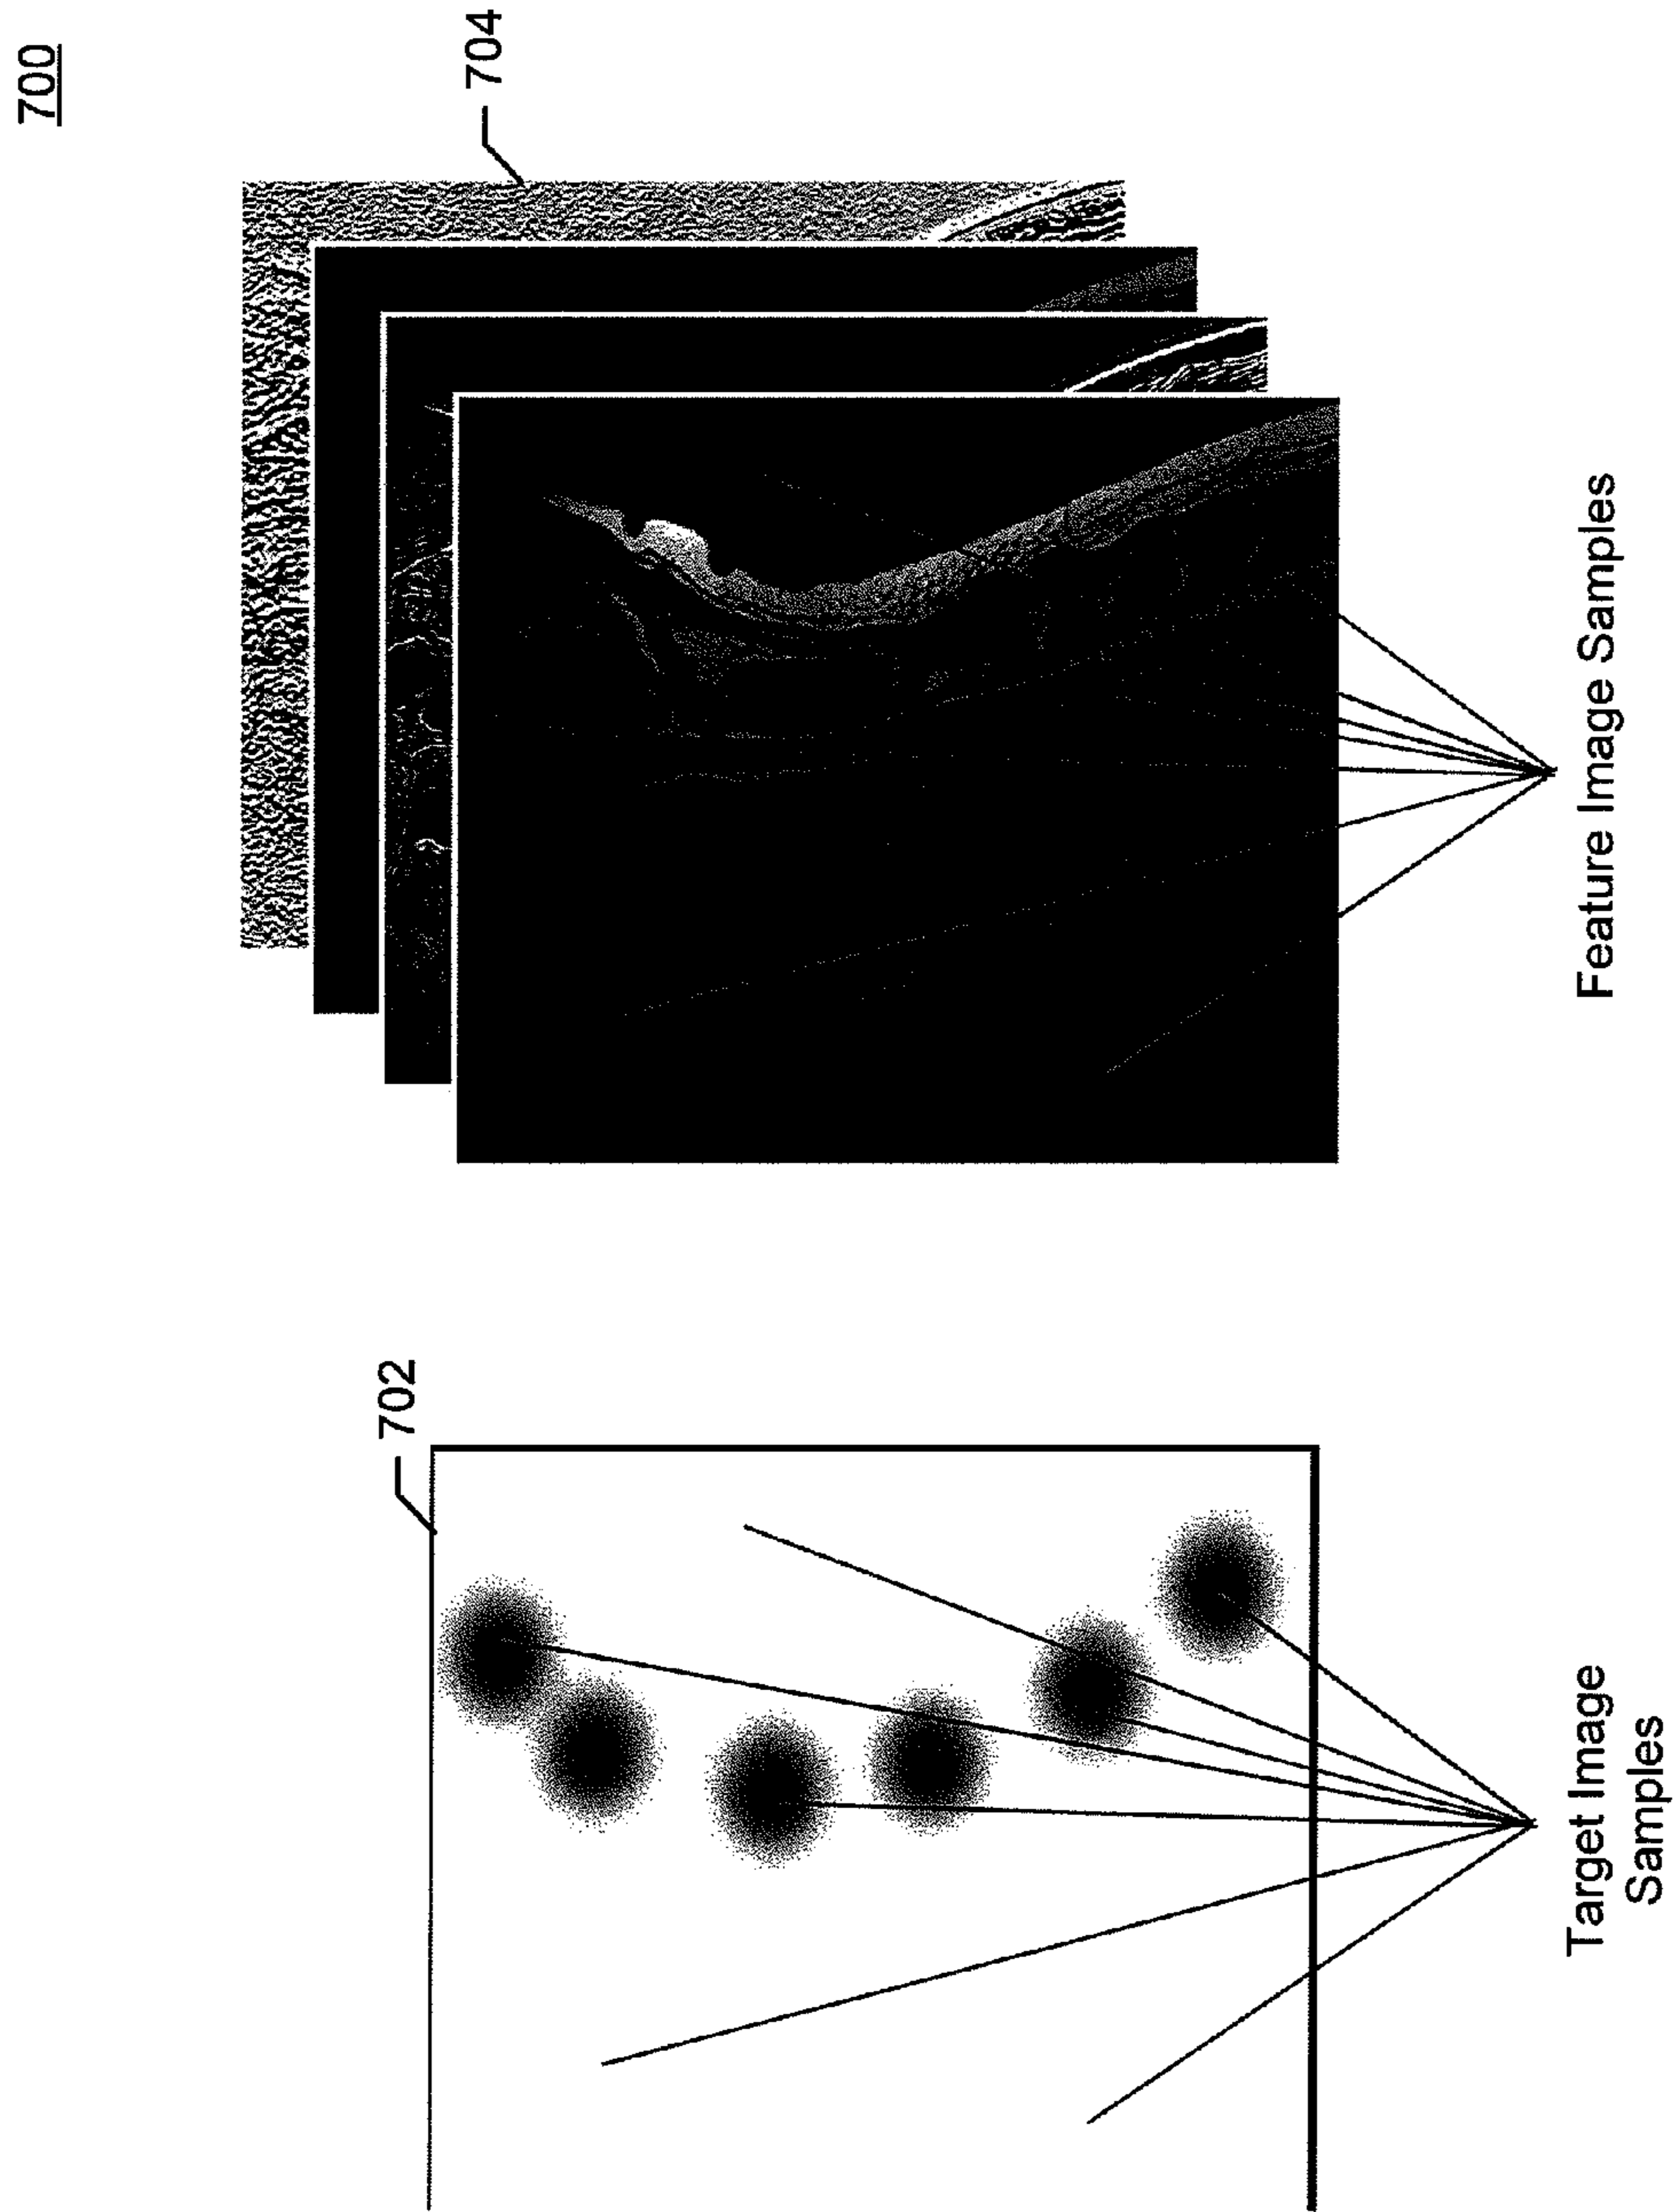 700
704
702
Target Image
Samples
Feature Image Samples